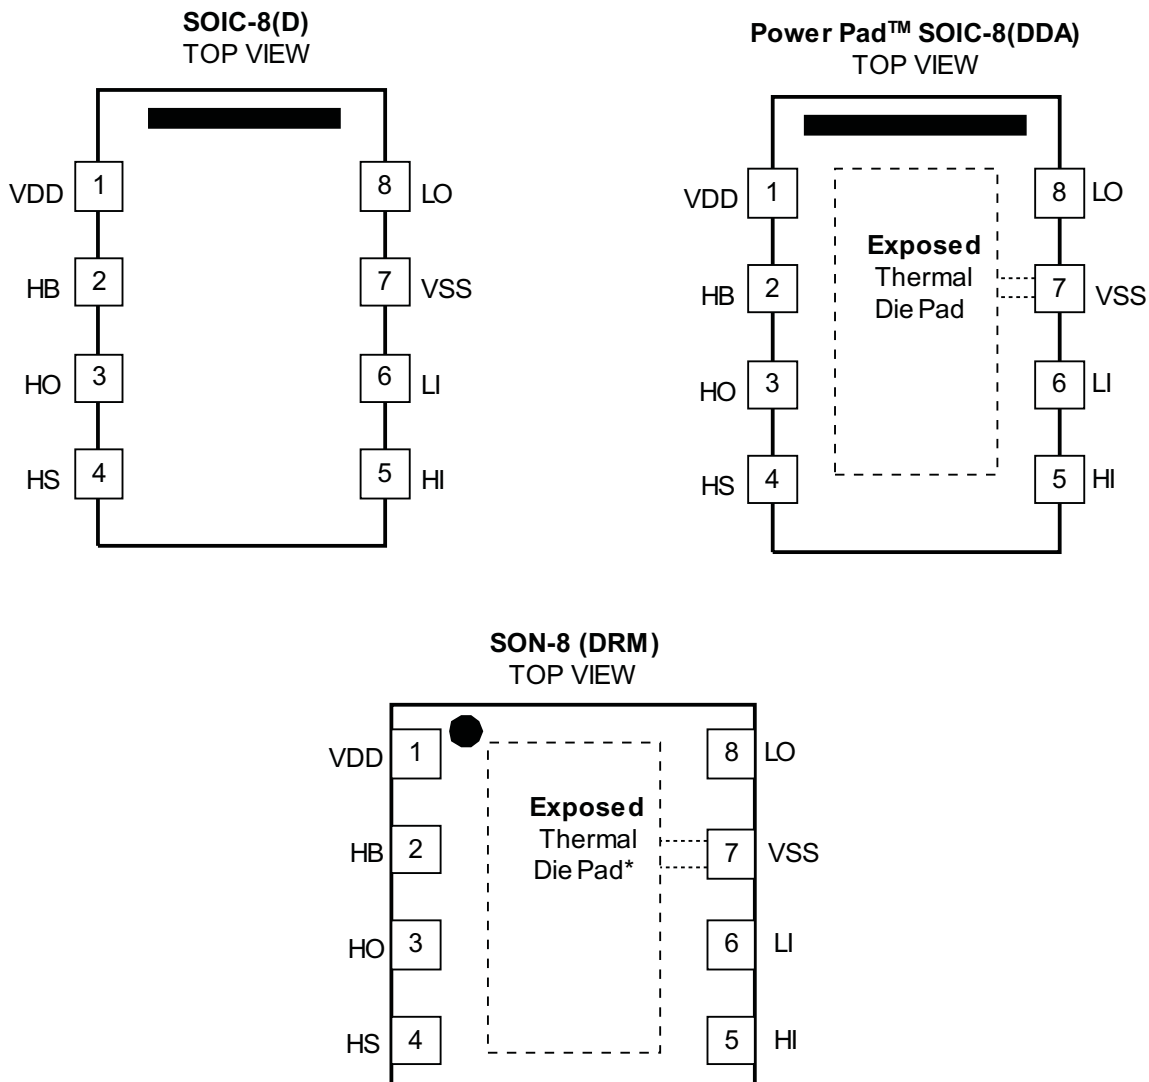 SOIC-8(D)
TOP VIEW
VDD 1 8 LO
HB 2 7 VSS
HO 3 6 LI
HS 4 5 HI
Power Pad™ SOIC-8(DDA)
TOP VIEW
VDD 1 8 LO
Exposed
Thermal
Die Pad
HB 2 7 VSS
HO 3 6 LI
HS 4 5 HI
SON-8 (DRM)
TOP VIEW
VDD 1 8 LO
Exposed
Thermal
Die Pad*
HB 2 7 VSS
HO 3 6 LI
HS 4 5 HI